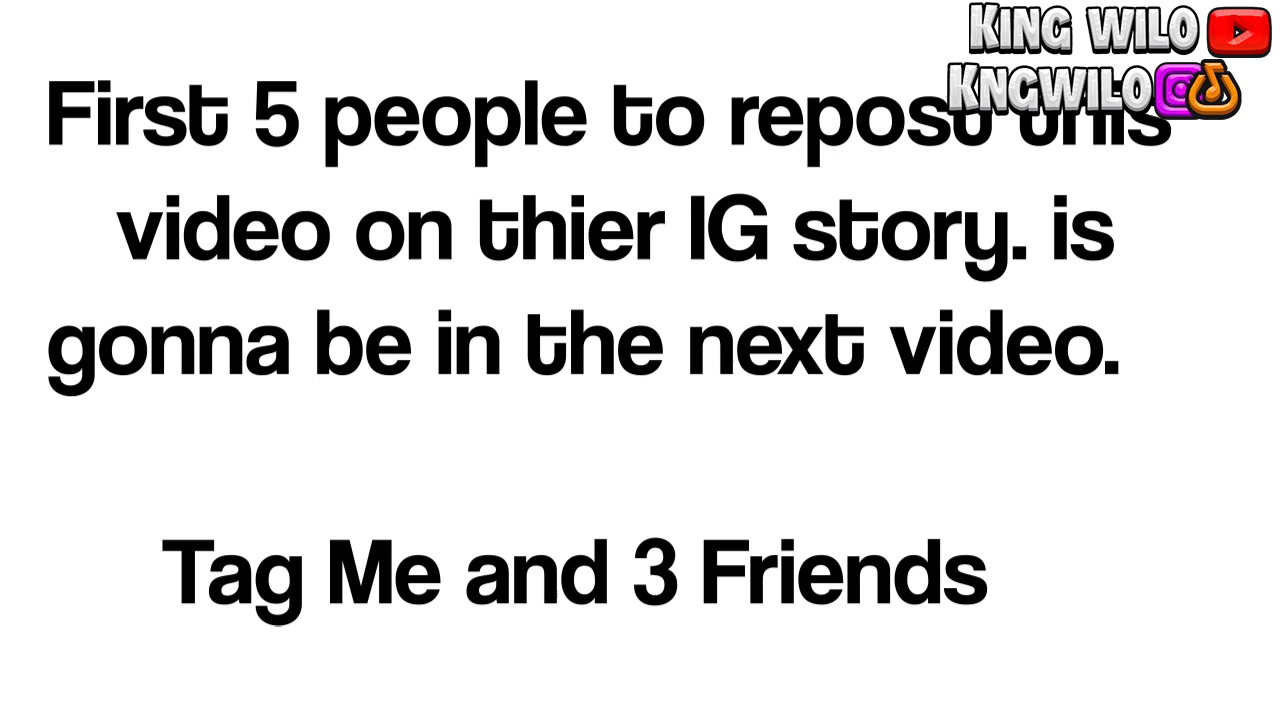 KING WILO
KNGWILO
First 5 people to repost this
video on thier IG story. is
gonna be in the next video.
Tag Me and 3 Friends